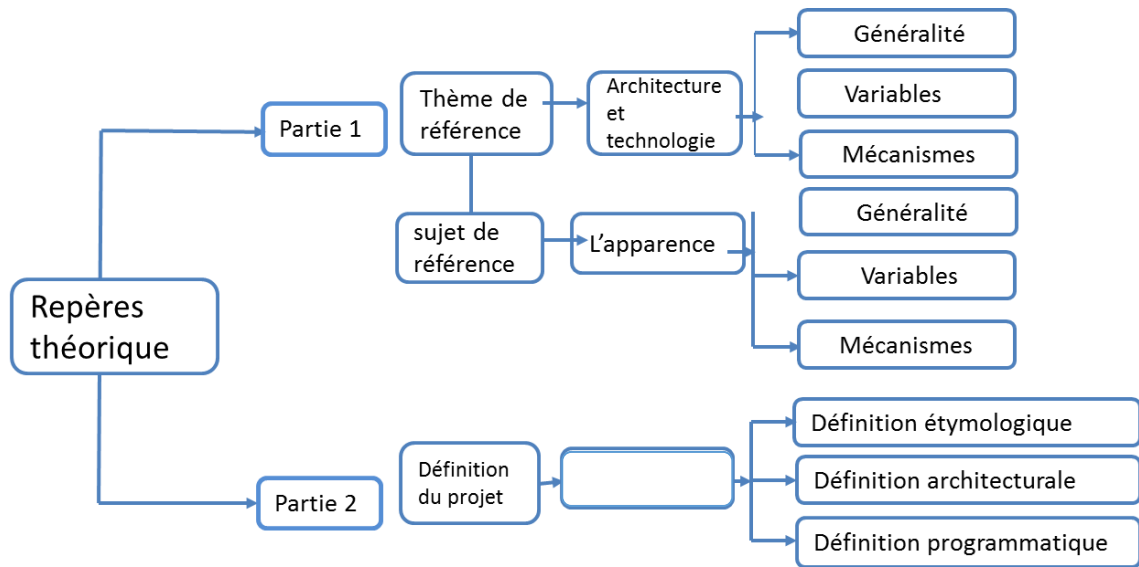 Repères
théorique
Partie 1
Thème de
référence
Architecture
et
technologie
Généralité
Variables
Mécanismes
sujet de
référence
L’apparence
Généralité
Variables
Mécanismes
Partie 2
Définition
du projet
Définition étymologique
Définition architecturale
Définition programmatique